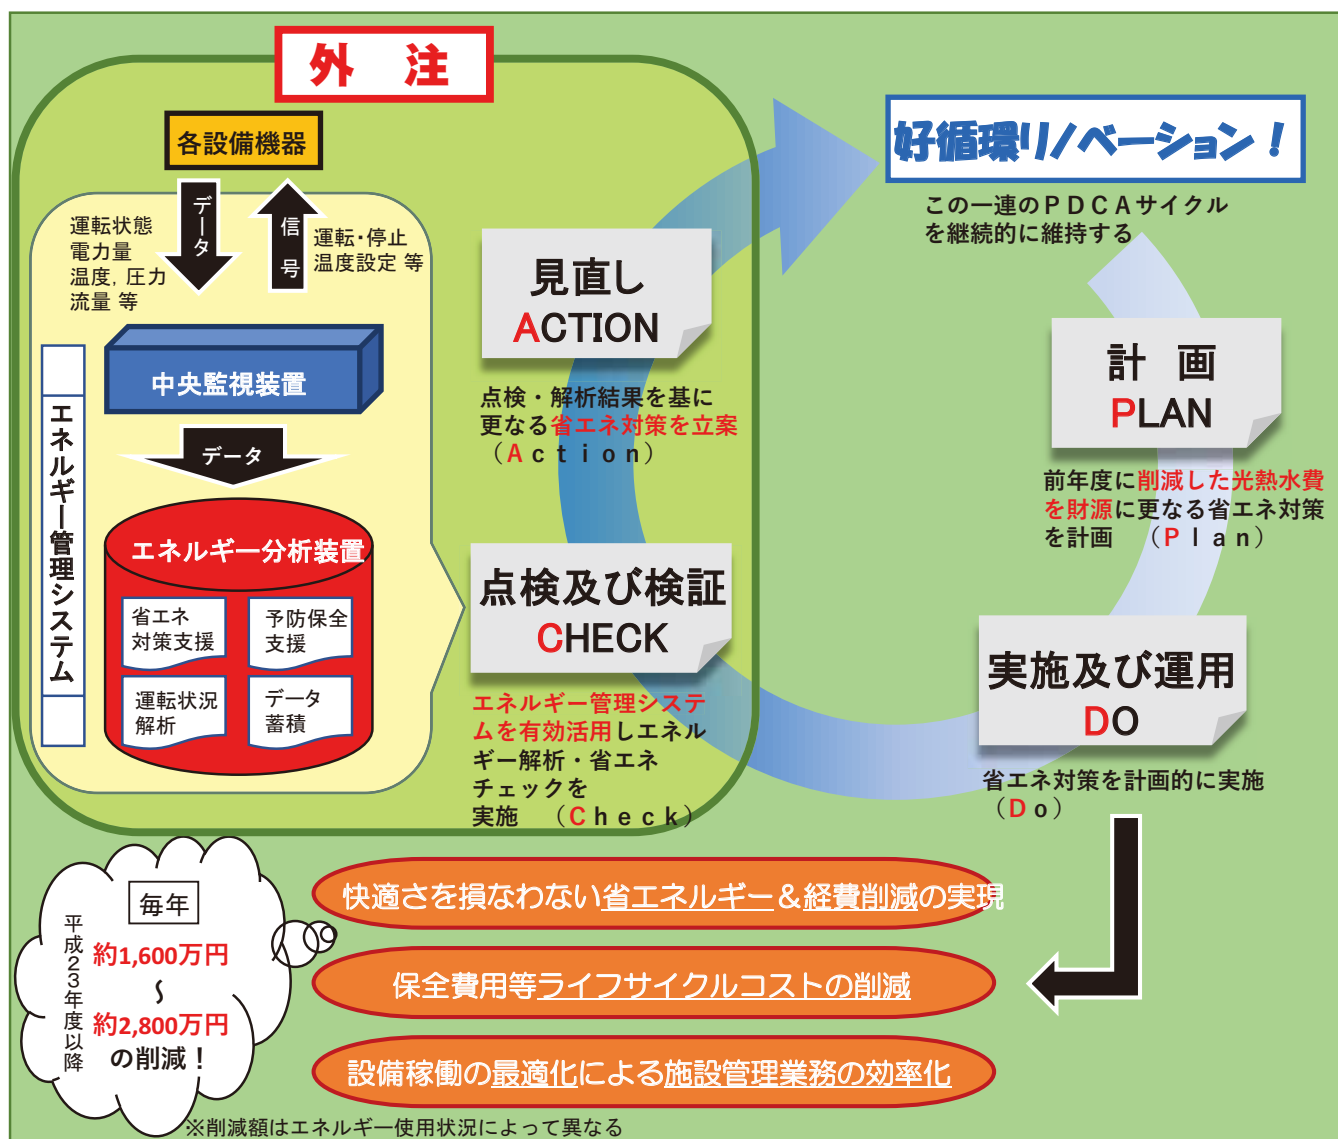 外 注
各設備機器
データ
信号
運転状態
電力量
温度, 圧力
流量 等
運転・停止
温度設定 等
中央監視装置
データ
エネルギー管理システム
エネルギー分析装置
省エネ
対策支援
予防保全
支援
運転状況
解析
データ
蓄積
見直し
ACTION
点検・解析結果を基に
更なる省エネ対策を立案
（Action）
点検及び検証
CHECK
エネルギー管理システ
ムを有効活用しエネル
ギー解析・省エネ
チェックを
実施 （Check）
好循環リノベーション！
この一連のPDCAサイクル
を継続的に維持する
計 画
PLAN
前年度に削減した光熱水費
を財源に更なる省エネ対策
を計画 （Plan）
実施及び運用
DO
省エネ対策を計画的に実施
（Do）
平成23年度以降
毎年
約1,600万円
～
約2,800万円
の削減！
快適さを損なわない省エネルギー＆経費削減の実現
保全費用等ライフサイクルコストの削減
設備稼働の最適化による施設管理業務の効率化
※削減額はエネルギー使用状況によって異なる